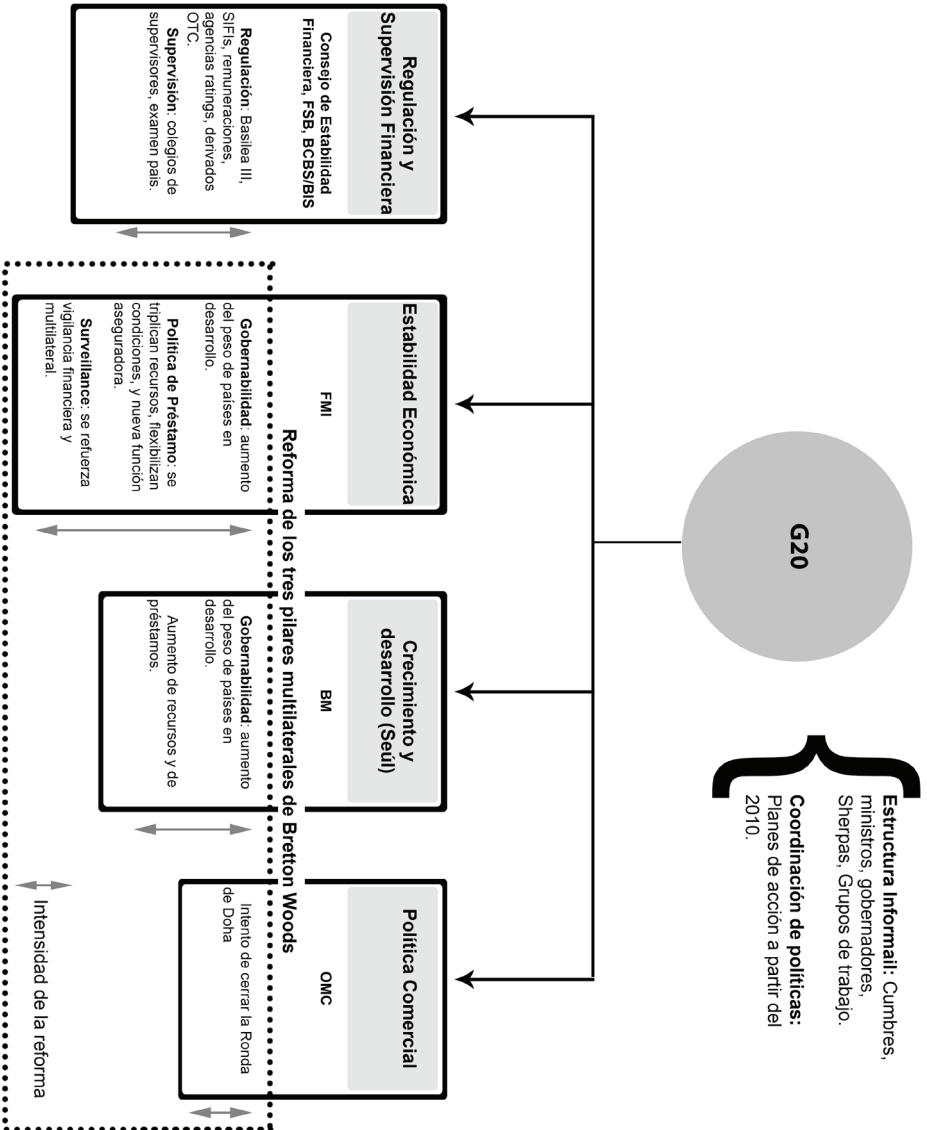 G20
Estructura Informail: Cumbres,
ministros, gobernadores,
Sherpas, Grupos de trabajo.
Coordinación de políticas:
Planes de acción a partir del
2010.
Regulación y
Supervisión Financiera
Consejo de Estabilidad
Financiera, FSB, BCBS/BIS
Regulación: Basilea III,
SIFIs, remuneraciones,
agencias ratings, derivados
OTC.
Supervisión: colegios de
supervisores, examen pais.
Estabilidad Económica
FMI
Gobernabilidad: aumento
del peso de países en
desarrollo.
Política de Préstamo: se
triplican recursos, flexibilizan
condiciones, y nueva función
aseguradora.
Surveillance: se refuerza
vigilancia financiera y
multilateral.
Crecimiento y
desarrollo (Seúl)
BM
Gobernabilidad: aumento
del peso de países en
desarrollo.
Aumento de recursos y de
préstamos.
Política Comercial
OMC
Intento de cerrar la Ronda
de Doha
Reforma de los tres pilares multilaterales de Bretton Woods
Intensidad de la reforma